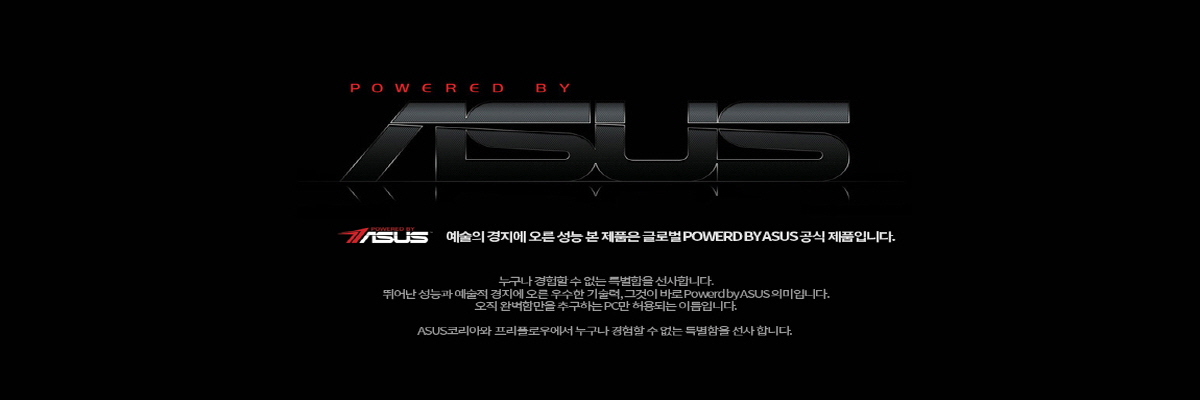 POWERED BY
ASUS
POWERED BY
ASUS 예술의 경지에 오른 성능 본 제품은 글로벌 POWERD BY ASUS 공식 제품입니다.
누구나 경험할 수 없는 특별함을 선사합니다.
뛰어난 성능과 예술적 경지에 오른 우수한 기술력, 그것이 바로 Powerd by ASUS 의미입니다.
오직 완벽함만을 추구하는 PC만 허용되는 이름입니다.
ASUS코리아와 프리플로우에서 누구나 경험할 수 없는 특별함을 선사 합니다.